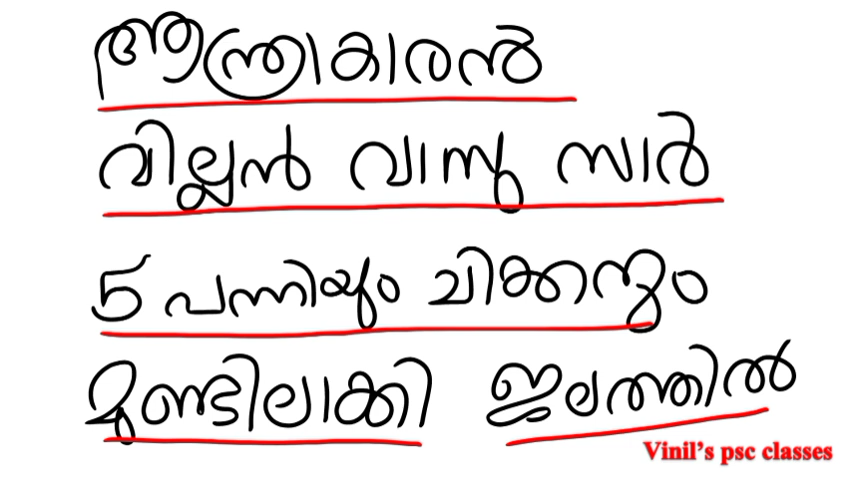 ആന്ത്രാകാരൻ
വില്ലൻ വാസു സാർ
5 പന്നിയും ചിക്കനും
മുണ്ടിലാക്കി ജലത്തിൽ
Vinil's psc classes